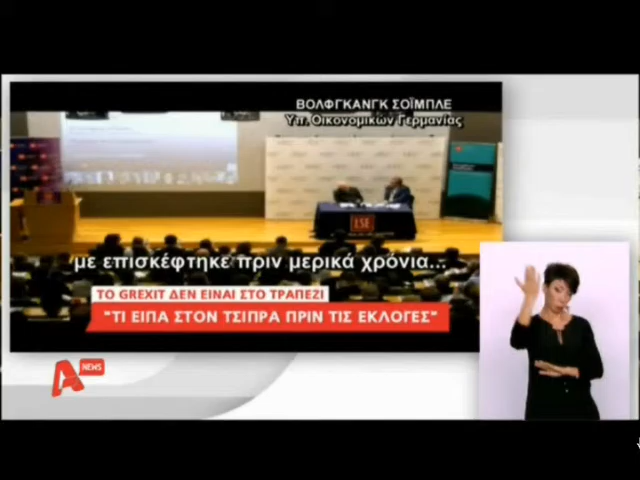 ΒΟΛΦΓΚΑΝΓΚ ΣΟΪΜΠΛΕ
Υπ. Οικονομικών Γερμανίας
LSE
με επισκέφτηκε πριν μερικά χρόνια...
ΤΟ GREXIT ΔΕΝ ΕΙΝΑΙ ΣΤΟ ΤΡΑΠΕΖΙ
"ΤΙ ΕΙΠΑ ΣΤΟΝ ΤΣΙΠΡΑ ΠΡΙΝ ΤΙΣ ΕΚΛΟΓΕΣ"
A NEWS